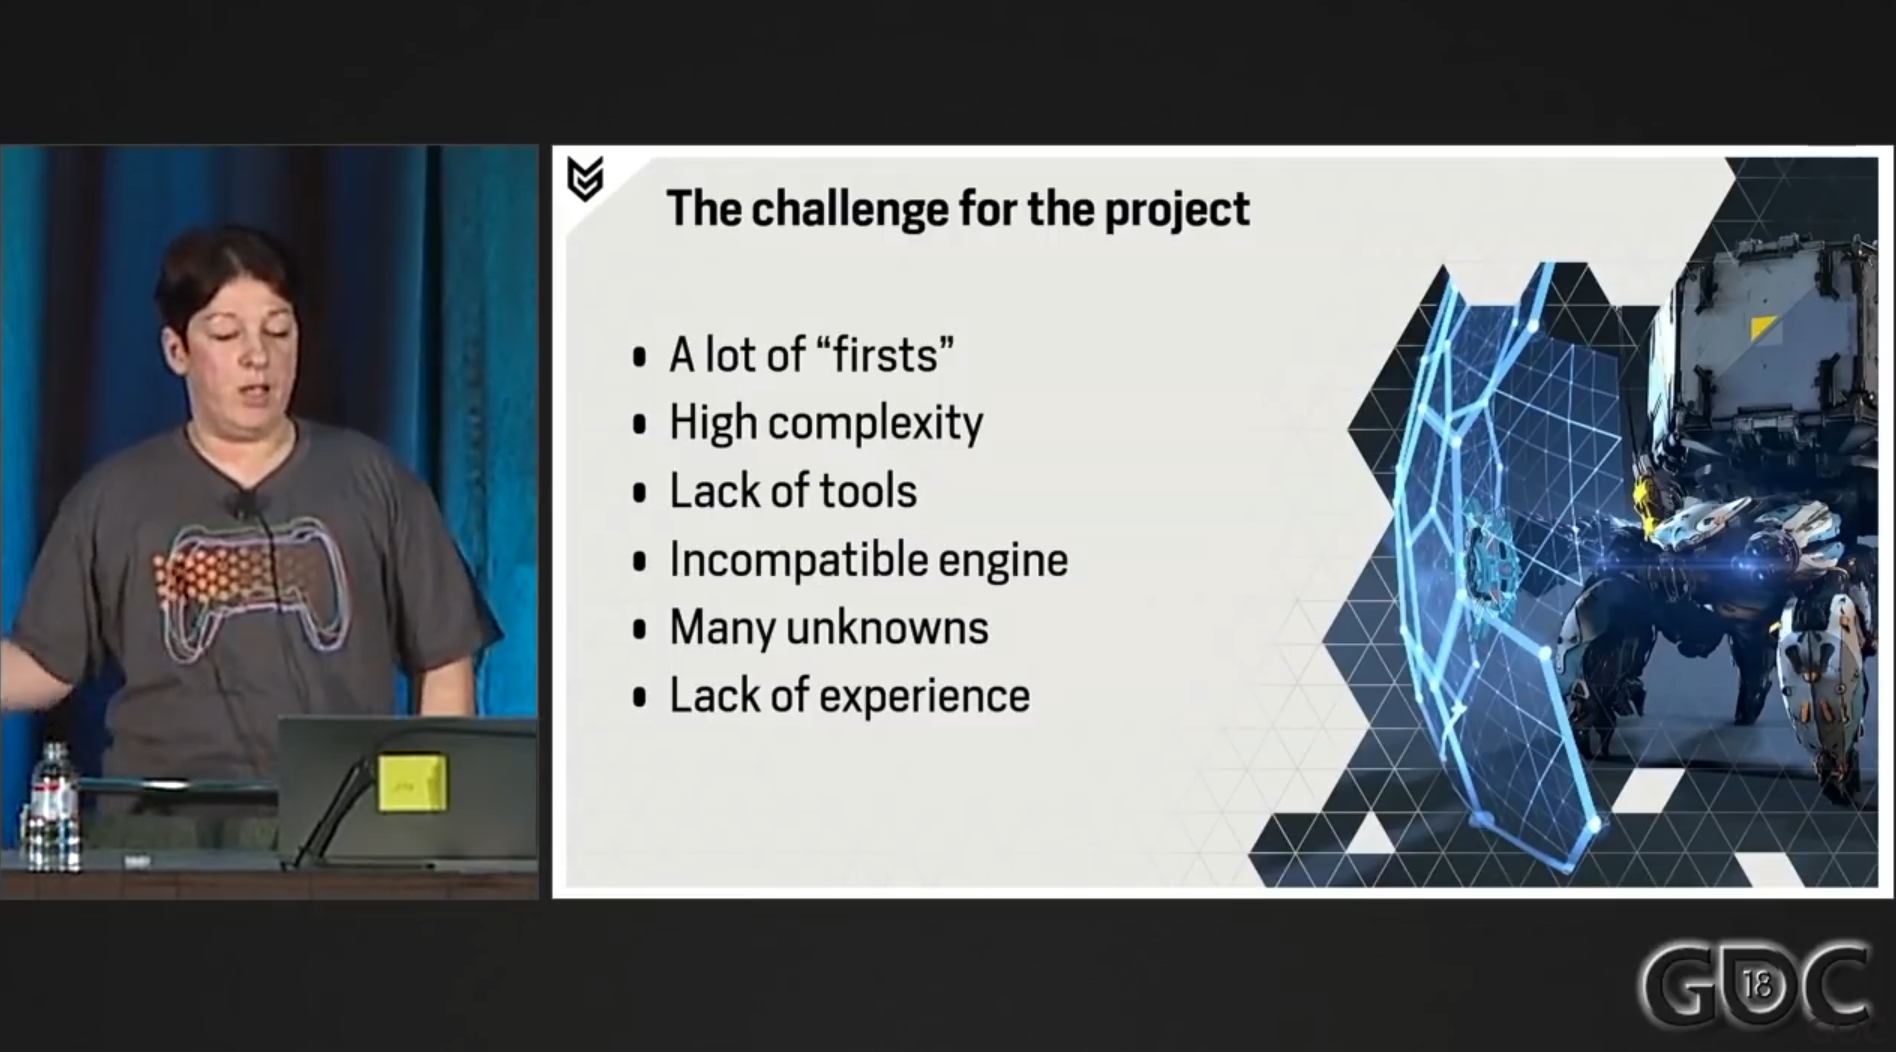 The challenge for the project
• A lot of “firsts”
• High complexity
• Lack of tools
• Incompatible engine
• Many unknowns
• Lack of experience
GDC
18